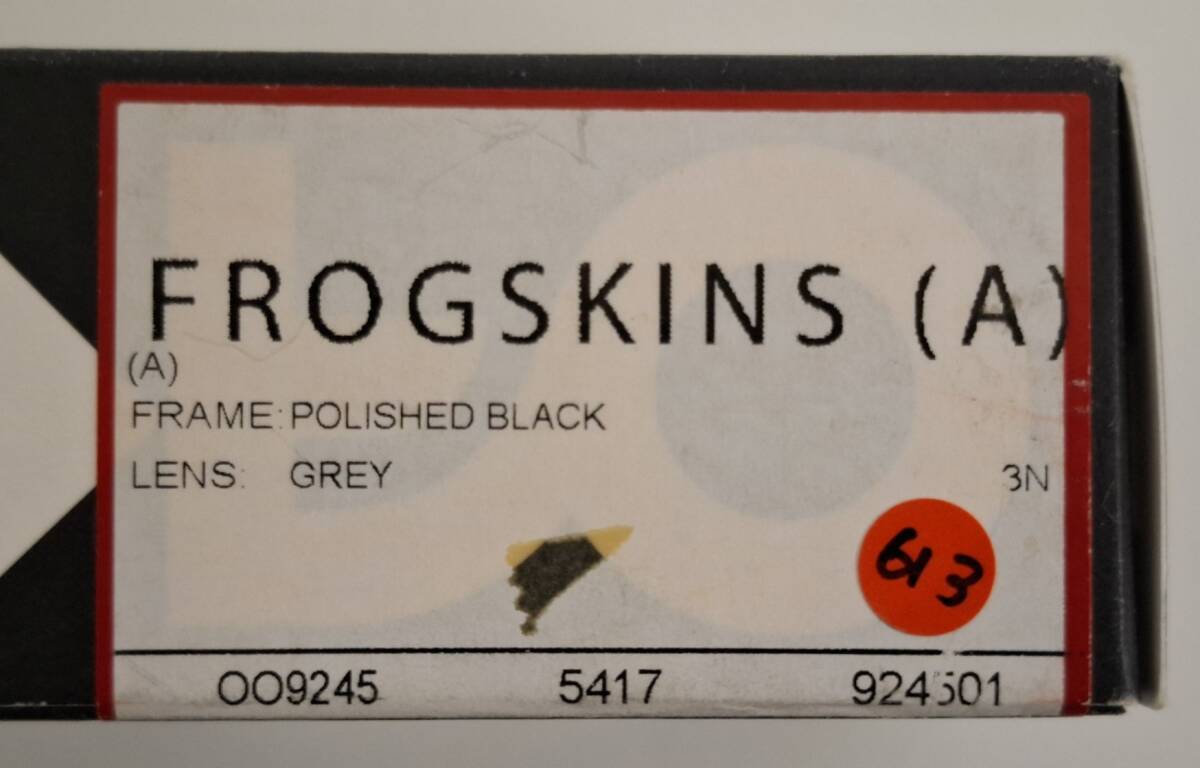 FROGSKINS (A)
(A)
FRAME: POLISHED BLACK
LENS: GREY 3N
613
OO9245 5417 924501